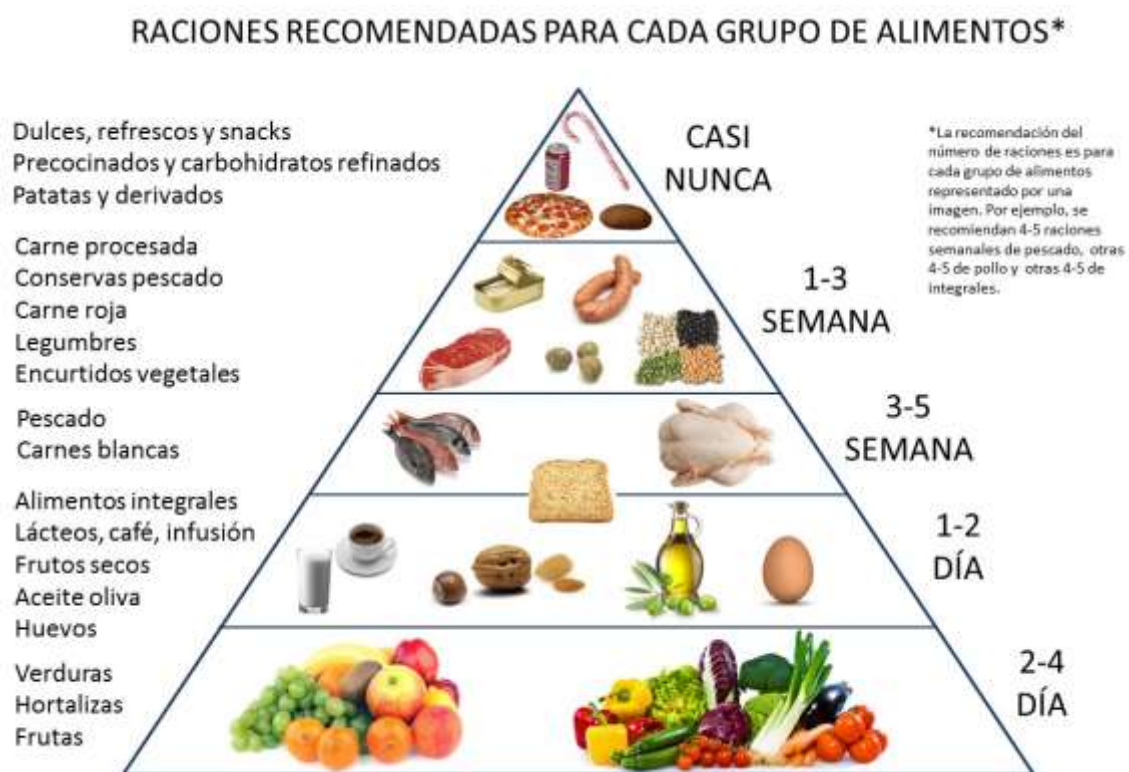 RACIONES RECOMENDADAS PARA CADA GRUPO DE ALIMENTOS*
Dulces, refrescos y snacks
Precocinados y carbohidratos refinados
Patatas y derivados
CASI
NUNCA
*La recomendación del
número de raciones es para
cada grupo de alimentos
representado por una
imagen. Por ejemplo, se
recomiendan 4-5 raciones
semanales de pescado, otras
4-5 de pollo y otras 4-5 de
integrales.
Carne procesada
Conservas pescado
Carne roja
Legumbres
Encurtidos vegetales
1-3
SEMANA
Pescado
Carnes blancas
3-5
SEMANA
Alimentos integrales
Lácteos, café, infusión
Frutos secos
Aceite oliva
Huevos
1-2
DÍA
Verduras
Hortalizas
Frutas
2-4
DÍA